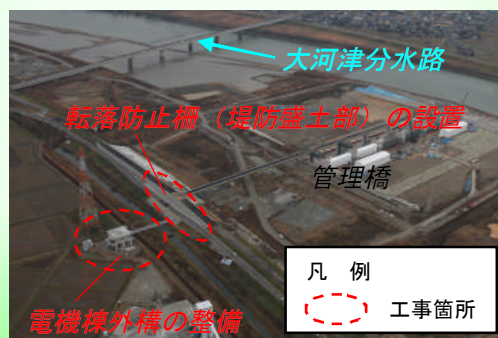 大河津分水路
転落防止柵（堤防盛土部）の設置
管理橋
電機棟外構の整備
凡　例
工事箇所